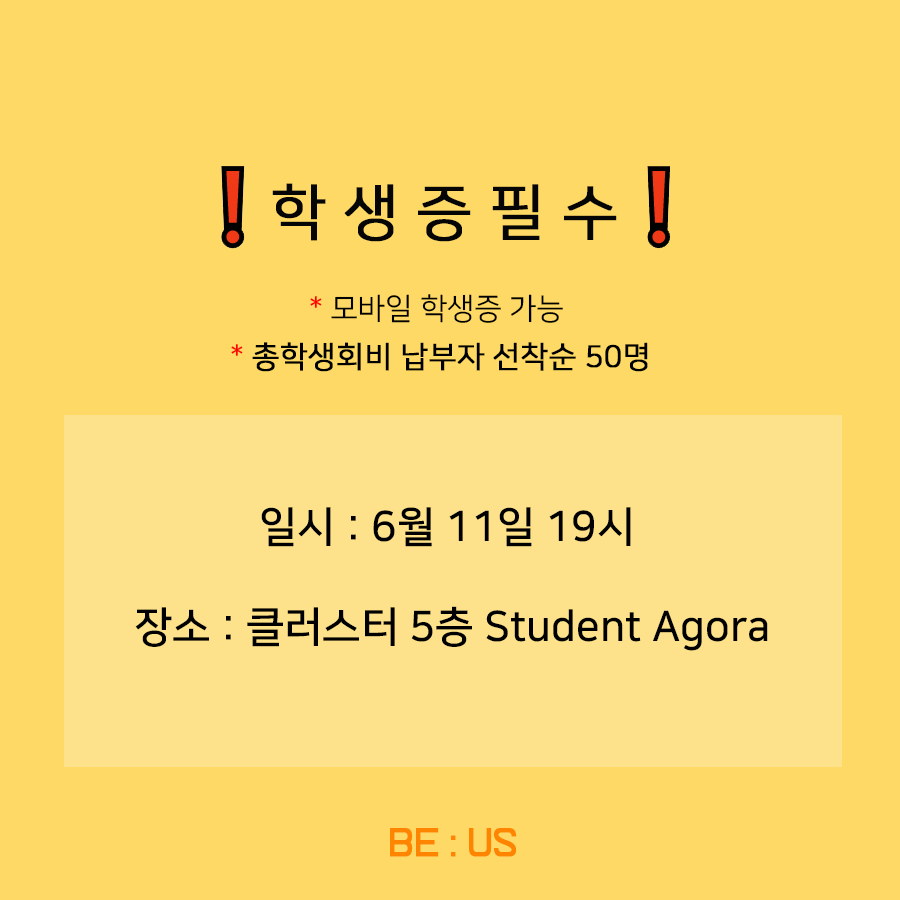 ❗학생증필수❗
* 모바일 학생증 가능
* 총학생회비 납부자 선착순 50명
일시 : 6월 11일 19시
장소 : 클러스터 5층 Student Agora
BE : US